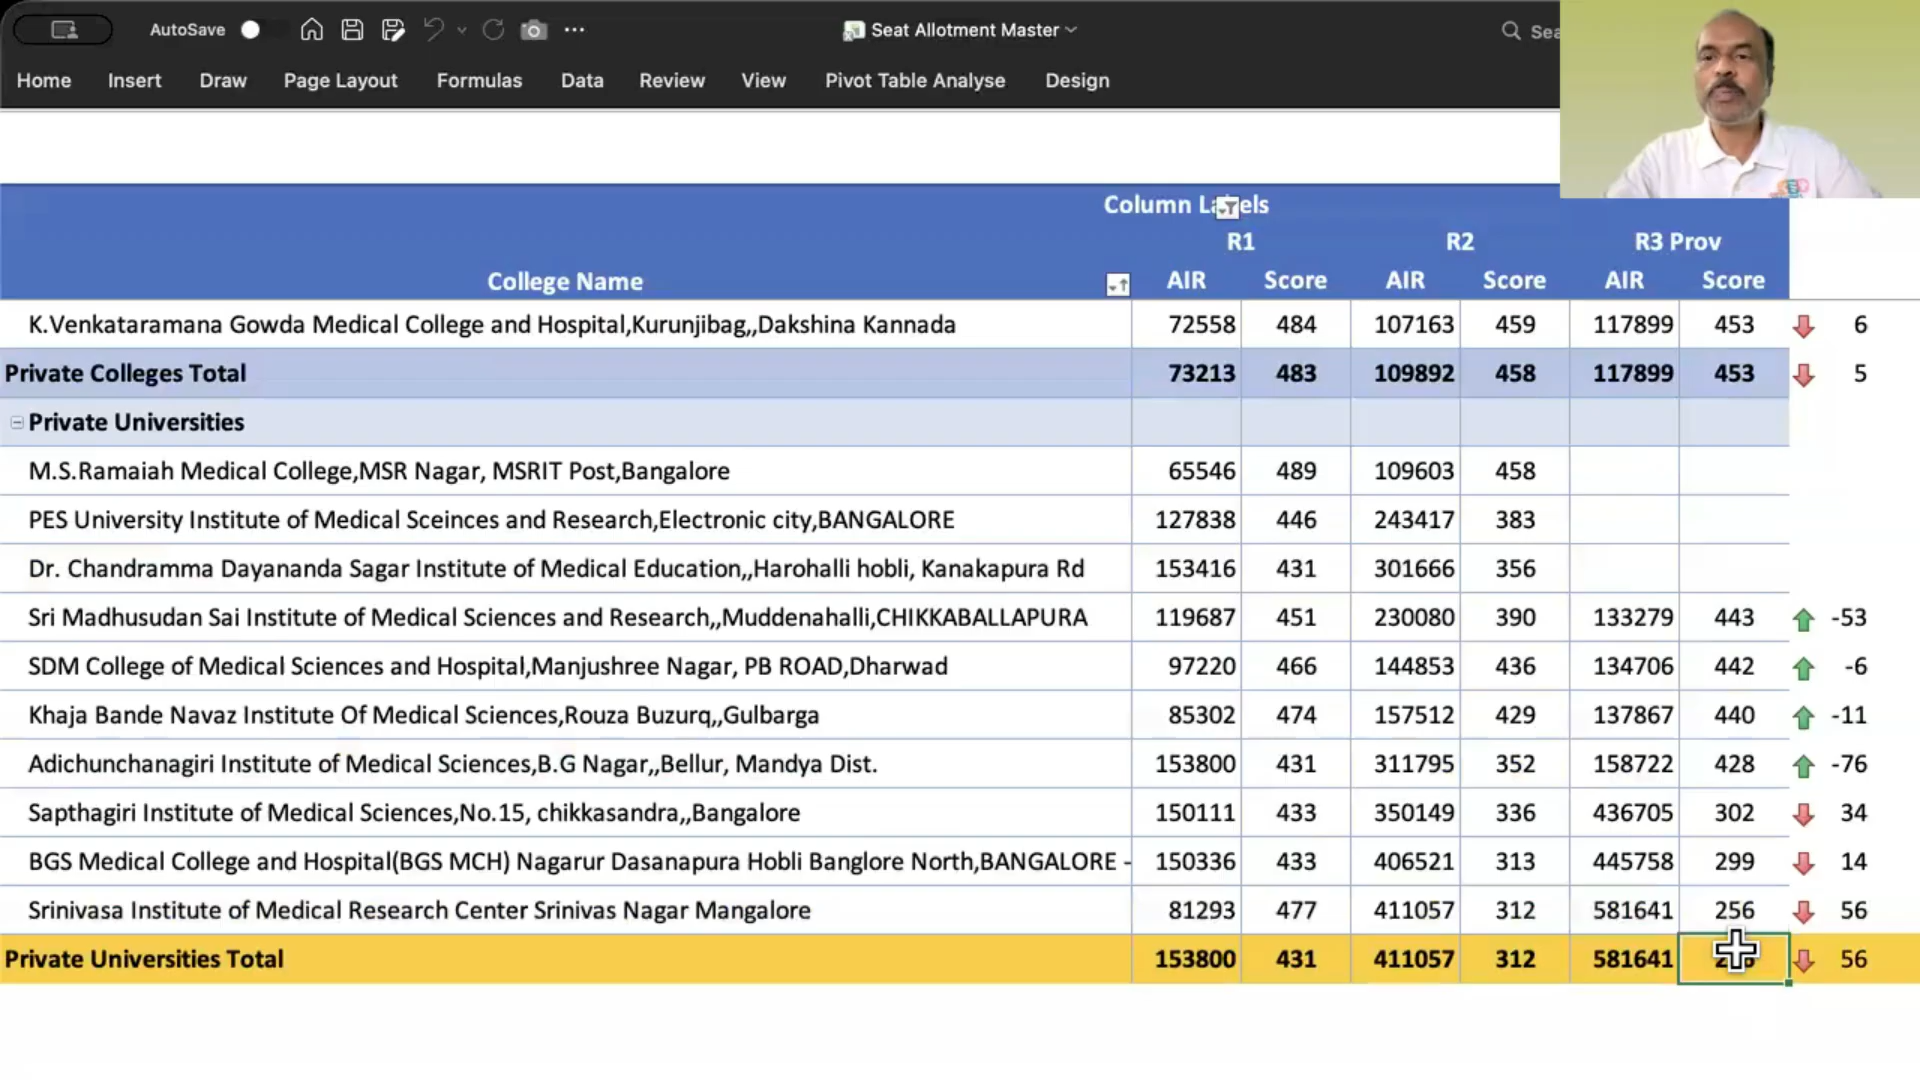 AutoSave
Seat Allotment Master
Sea
Home Insert Draw Page Layout Formulas Data Review View Pivot Table Analyse Design
Column Labels
R1 R2 R3 Prov
College Name AIR Score AIR Score AIR Score
K.Venkataramana Gowda Medical College and Hospital,Kurunjibag,,Dakshina Kannada 72558 484 107163 459 117899 453 6
Private Colleges Total 73213 483 109892 458 117899 453 5
Private Universities
M.S.Ramaiah Medical College,MSR Nagar, MSRIT Post,Bangalore 65546 489 109603 458
PES University Institute of Medical Sceinces and Research,Electronic city,BANGALORE 127838 446 243417 383
Dr. Chandramma Dayananda Sagar Institute of Medical Education,,Harohalli hobli, Kanakapura Rd 153416 431 301666 356
Sri Madhusudan Sai Institute of Medical Sciences and Research,,Muddenahalli,CHIKKABALLAPURA 119687 451 230080 390 133279 443 -53
SDM College of Medical Sciences and Hospital,Manjushree Nagar, PB ROAD,Dharwad 97220 466 144853 436 134706 442 -6
Khaja Bande Navaz Institute Of Medical Sciences,Rouza Buzurq,,Gulbarga 85302 474 157512 429 137867 440 -11
Adichunchanagiri Institute of Medical Sciences,B.G Nagar,,Bellur, Mandya Dist. 153800 431 311795 352 158722 428 -76
Sapthagiri Institute of Medical Sciences,No.15, chikkasandra,,Bangalore 150111 433 350149 336 436705 302 34
BGS Medical College and Hospital(BGS MCH) Nagarur Dasanapura Hobli Banglore North,BANGALORE - 150336 433 406521 313 445758 299 14
Srinivasa Institute of Medical Research Center Srinivas Nagar Mangalore 81293 477 411057 312 581641 256 56
Private Universities Total 153800 431 411057 312 581641 56